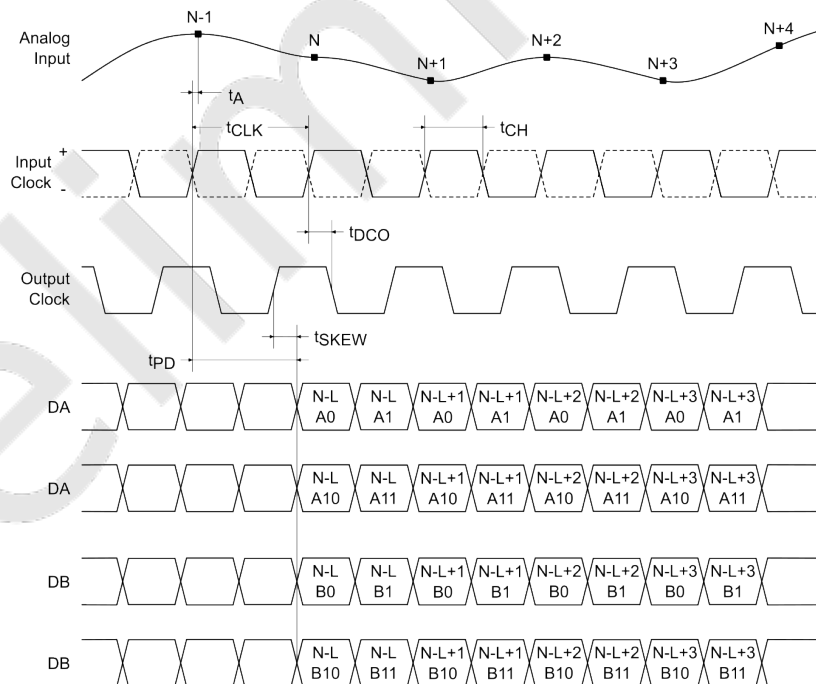 N-1
N
N+1
N+2
N+3
N+4
Analog
Input
tA
tCLK
tCH
Input
Clock
+
-
tDCO
Output
Clock
tSKEW
tPD
DA
N-L N-L N-L+1 N-L+1 N-L+2 N-L+2 N-L+3 N-L+3
A0 A1 A0 A1 A0 A1 A0 A1
DA
N-L N-L N-L+1 N-L+1 N-L+2 N-L+2 N-L+3 N-L+3
A10 A11 A10 A11 A10 A11 A10 A11
DB
N-L N-L N-L+1 N-L+1 N-L+2 N-L+2 N-L+3 N-L+3
B0 B1 B0 B1 B0 B1 B0 B1
DB
N-L N-L N-L+1 N-L+1 N-L+2 N-L+2 N-L+3 N-L+3
B10 B11 B10 B11 B10 B11 B10 B11
elim